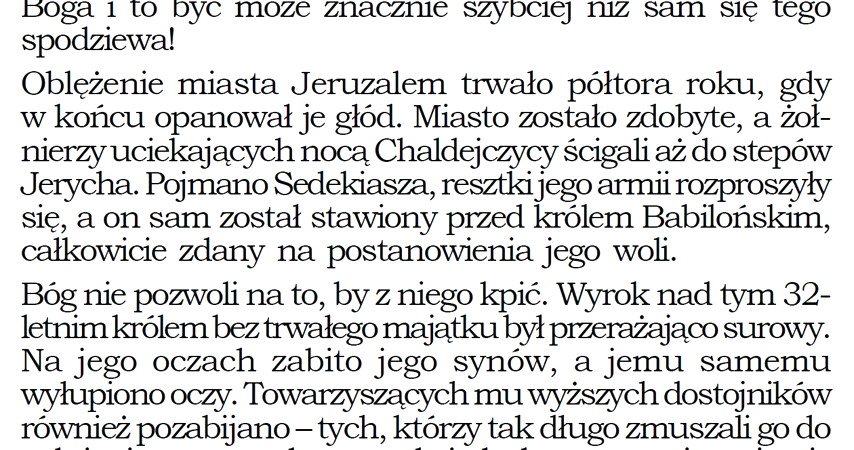 Boga i to być może znacznie szybciej niż sam się tego
spodziewa!
Oblężenie miasta Jeruzalem trwało półtora roku, gdy
w końcu opanował je głód. Miasto zostało zdobyte, a żoł-
nierzy uciekających nocą Chaldejczycy ścigali aż do stepów
Jerycha. Pojmano Sedekiasza, resztki jego armii rozproszyły
się, a on sam został stawiony przed królem Babilońskim,
całkowicie zdany na postanowienia jego woli.
Bóg nie pozwoli na to, by z niego kpić. Wyrok nad tym 32-
letnim królem bez trwałego majątku był przerażająco surowy.
Na jego oczach zabito jego synów, a jemu samemu
wyłupiono oczy. Towarzyszących mu wyższych dostojników
również pozabijano – tych, którzy tak długo zmuszali go do